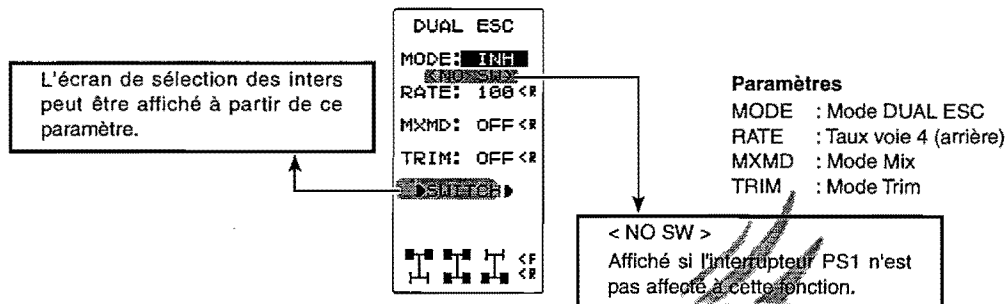 DUAL ESC
MODE: INH
<NO SW>
RATE: 100<R
MXMD: OFF<R
TRIM: OFF<R
▶SWITCH▶
<F
<R
L'écran de sélection des inters
peut être affiché à partir de ce
paramètre.
Paramètres
MODE : Mode DUAL ESC
RATE : Taux voie 4 (arrière)
MXMD : Mode Mix
TRIM : Mode Trim
< NO SW >
Affiché si l'interrupteur PS1 n'est
pas affecté à cette fonction.